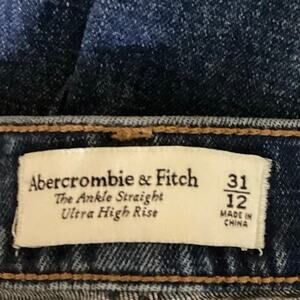 Abercrombie & Fitch
The Ankle Straight
Ultra High Rise
31
12
MADE IN
CHINA